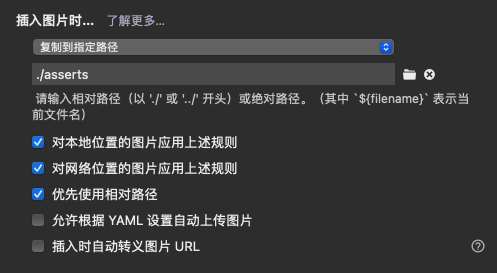 插入图片时... 了解更多...
复制到指定路径
./asserts
请输入相对路径（以 './' 或 '../' 开头）或绝对路径。（其中 `${filename}` 表示当
前文件名）
对本地位置的图片应用上述规则
对网络位置的图片应用上述规则
优先使用相对路径
允许根据 YAML 设置自动上传图片
插入时自动转义图片 URL